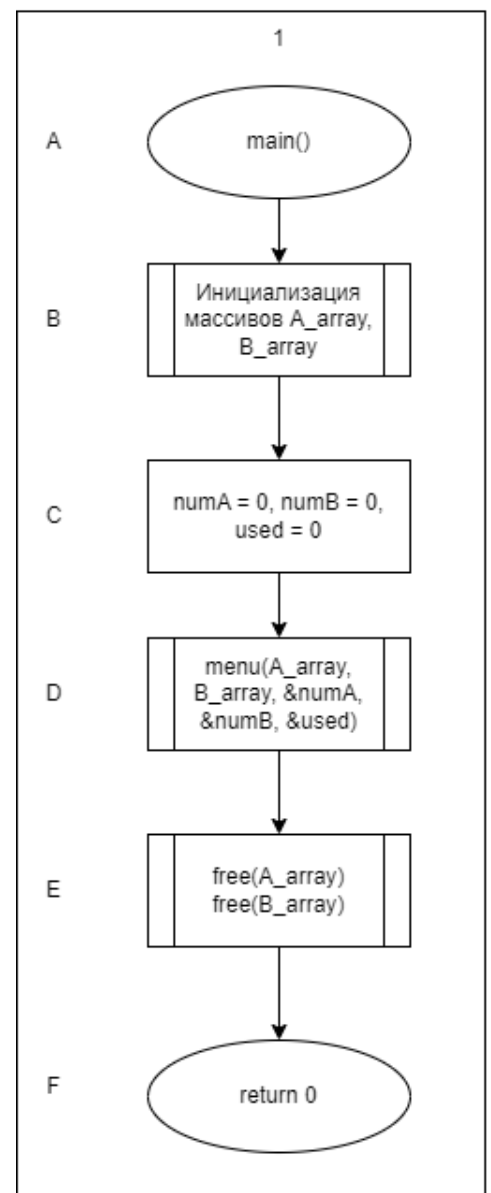 1
A
main()
B
Инициализация
массивов A_array,
B_array
C
numA = 0, numB = 0,
used = 0
D
menu(A_array,
B_array, &numA,
&numB, &used)
E
free(A_array)
free(B_array)
F
return 0